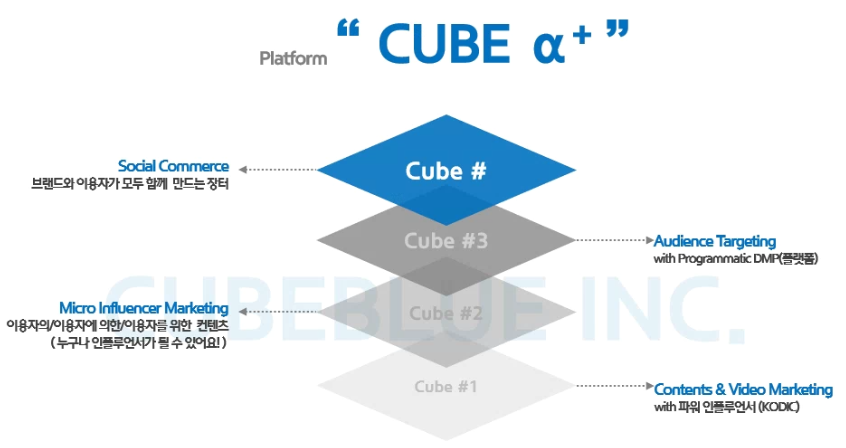 Platform “ CUBE α+ ”
Cube #
Social Commerce
브랜드와 이용자가 모두 함께 만드는 장터
Cube #3
Audience Targeting
with Programmatic DMP(플랫폼)
CUBEBLUE INC.
Micro Influencer Marketing
이용자의/이용자에 의한/이용자를 위한 컨텐츠
( 누구나 인플루언서가 될 수 있어요! )
Cube #2
Cube #1
Contents & Video Marketing
with 파워 인플루언서 (KODIC)